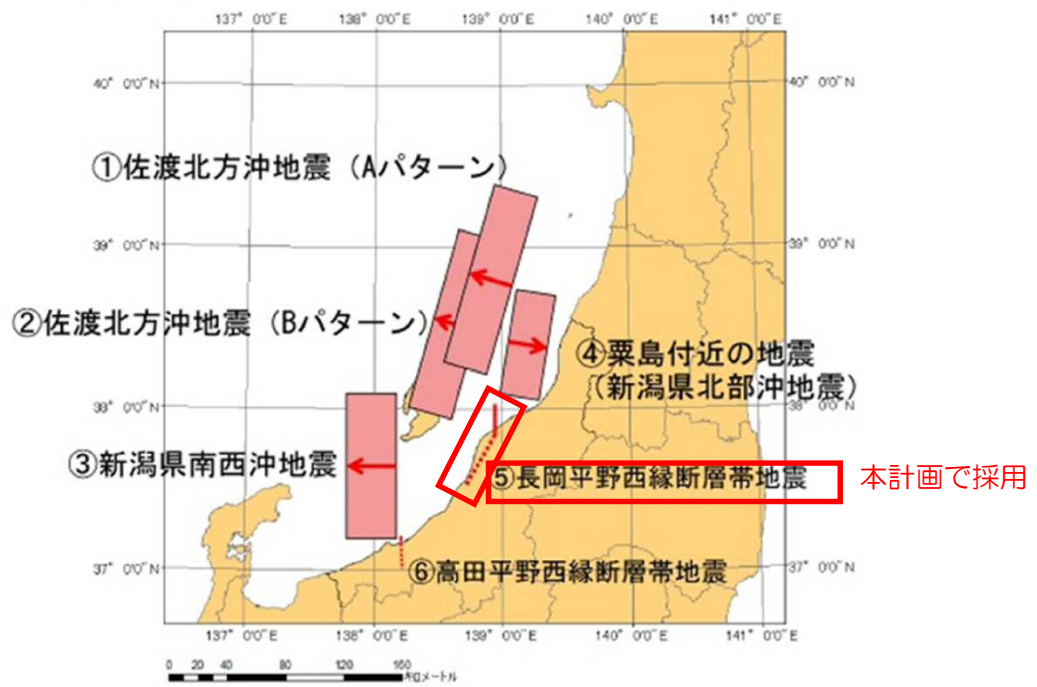 137° 0'0"E 138° 0'0"E 139° 0'0"E 140° 0'0"E 141° 0'0"E
40° 0'0"N 40° 0'0"N
①佐渡北方沖地震（Aパターン）
39° 0'0"N 39° 0'0"N
②佐渡北方沖地震（Bパターン）
④粟島付近の地震
（新潟県北部沖地震）
38° 0'0"N 38° 0'0"N
③新潟県南西沖地震
⑤長岡平野西縁断層帯地震 本計画で採用
37° 0'0"N 37° 0'0"N
⑥高田平野西縁断層帯地震
137° 0'0"E 138° 0'0"E 139° 0'0"E 140° 0'0"E 141° 0'0"E
0 20 40 80 120 160
キロメートル